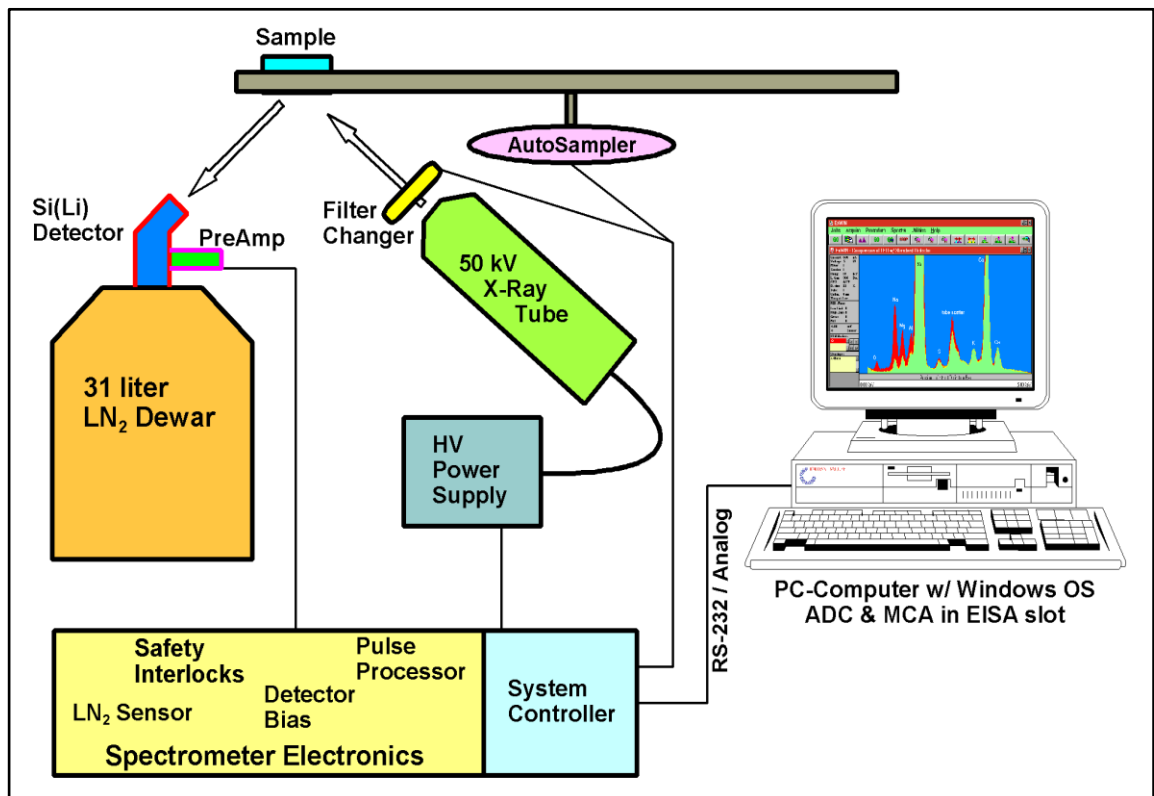 Sample
AutoSampler
Si(Li)
Detector
PreAmp
Filter
Changer
50 kV
X-Ray
Tube
31 liter
LN₂ Dewar
HV
Power
Supply
RS-232 / Analog
PC-Computer w/ Windows OS
ADC & MCA in EISA slot
Safety
Interlocks
Pulse
Processor
LN₂ Sensor
Detector
Bias
Spectrometer Electronics
System
Controller